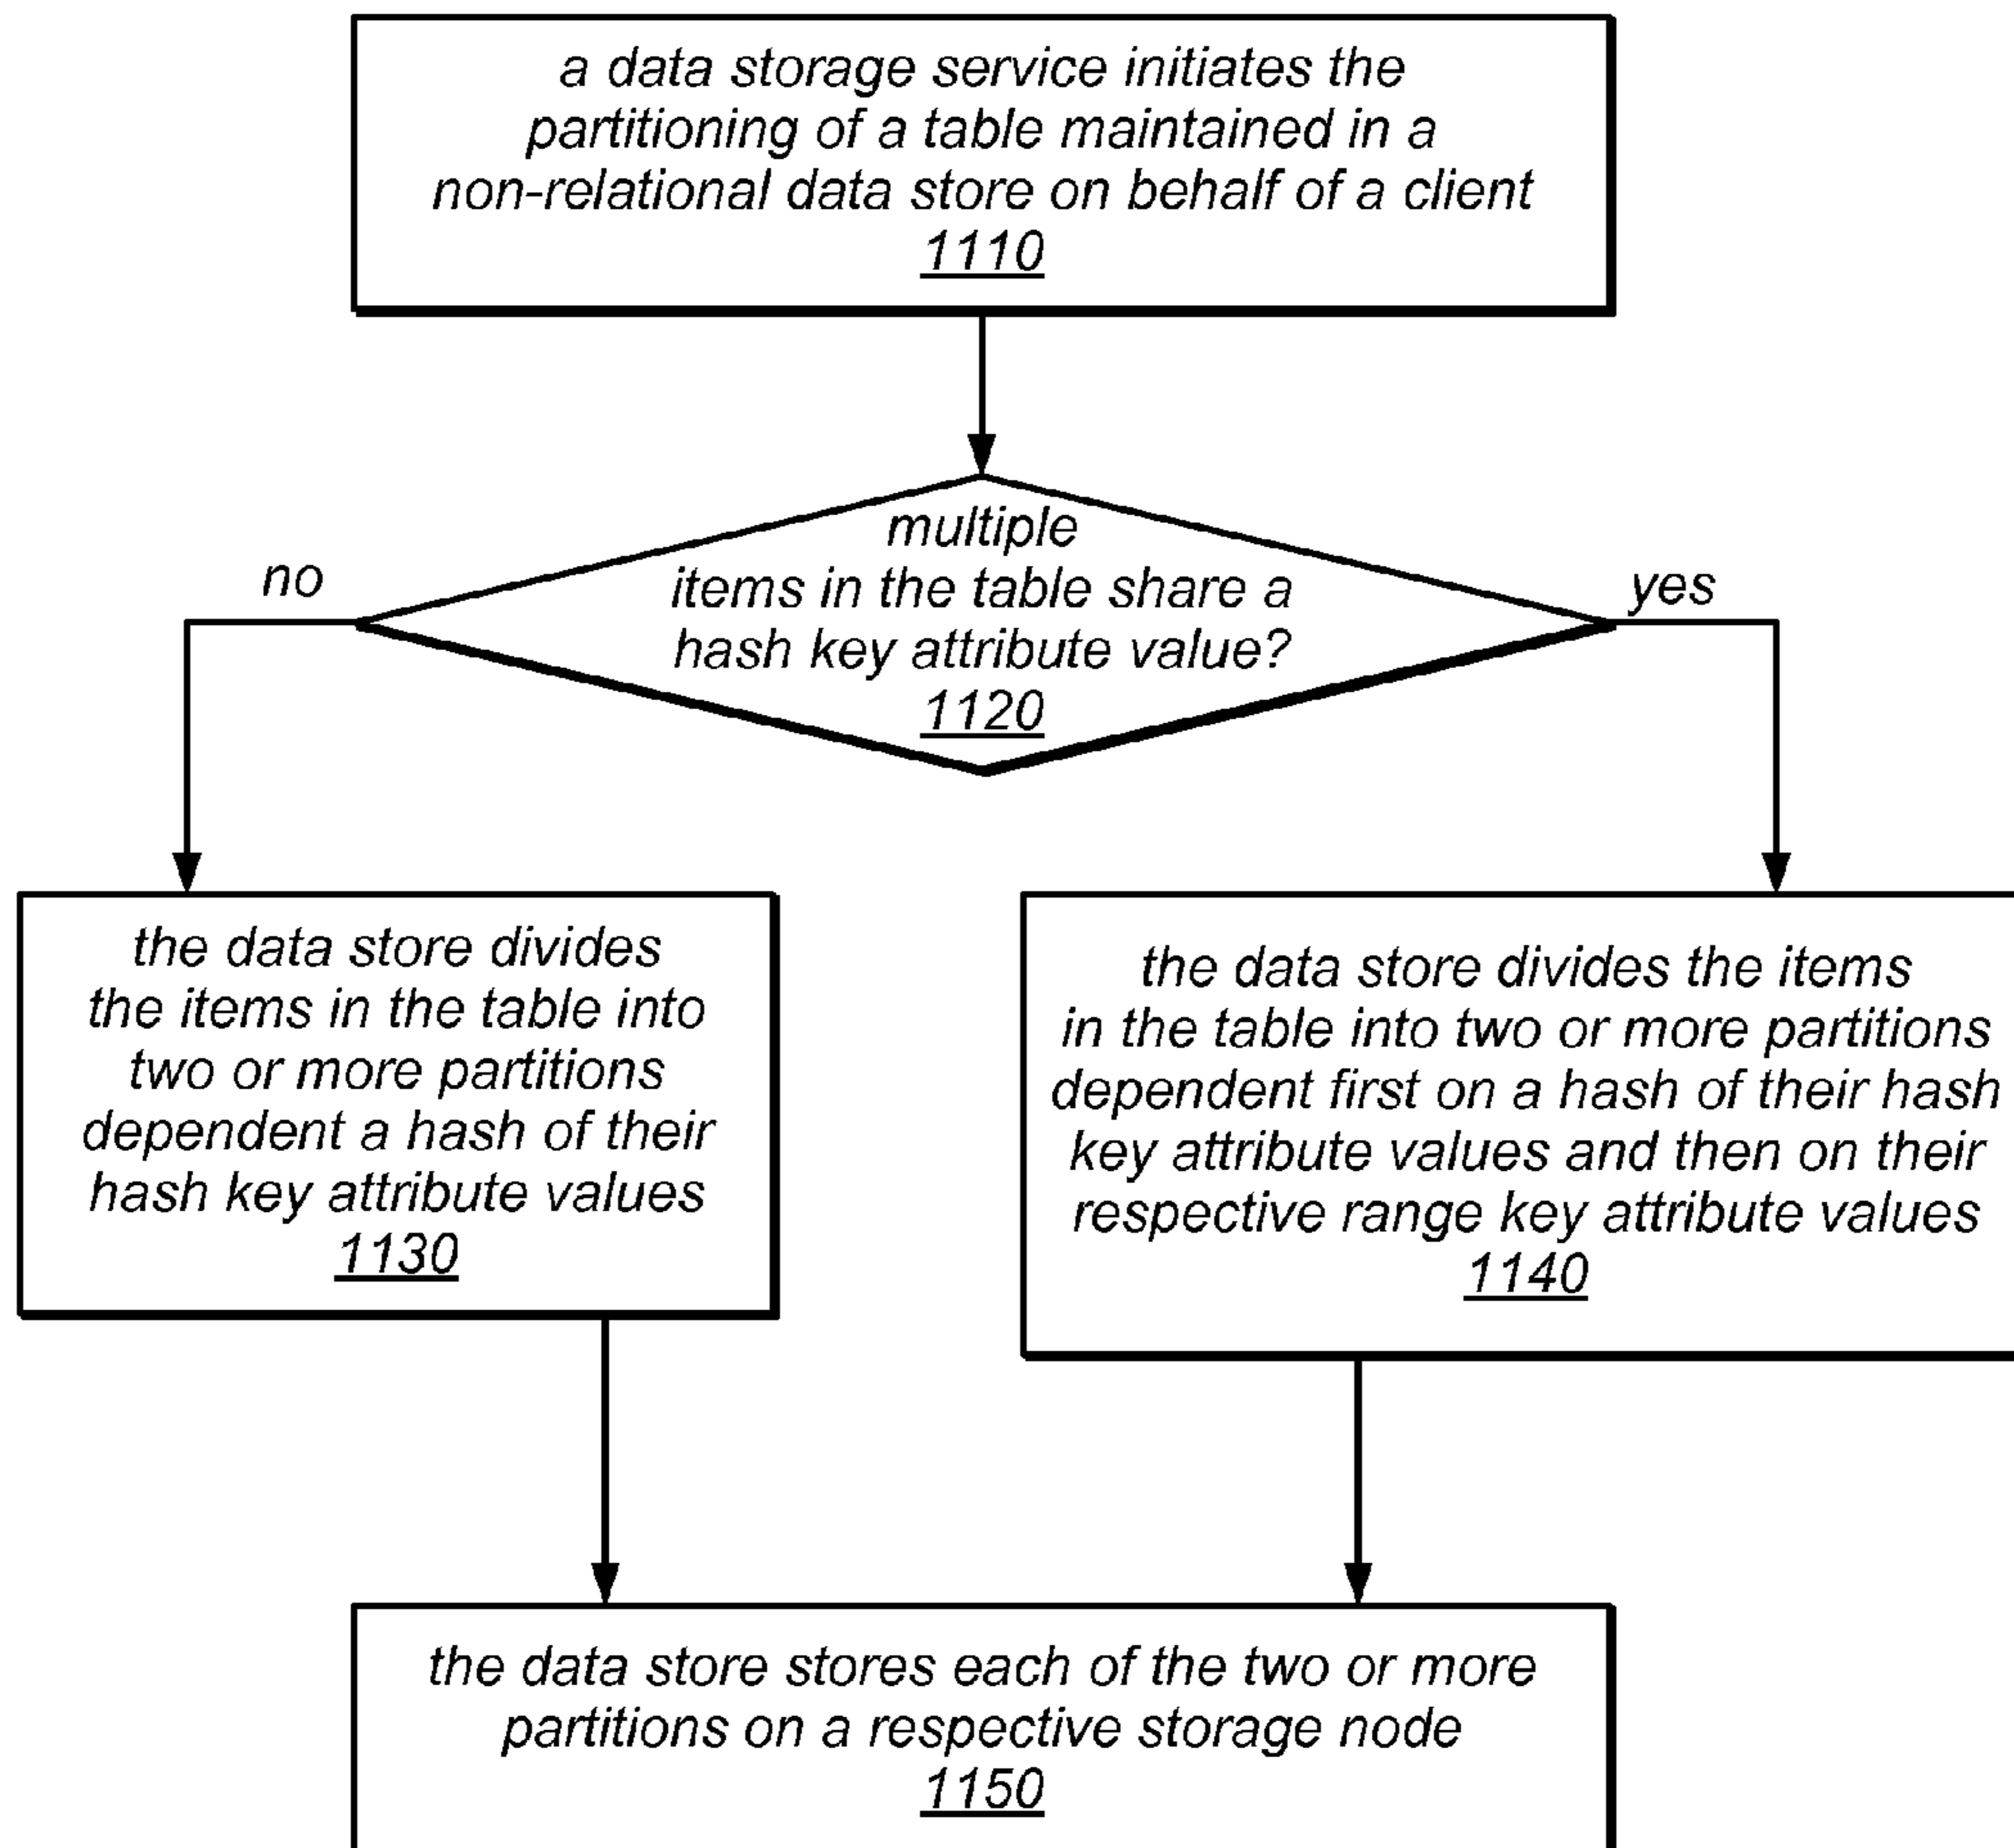 a data storage service initiates the
partitioning of a table maintained in a
non-relational data store on behalf of a client
1110
multiple
items in the table share a
hash key attribute value?
1120
no
yes
the data store divides
the items in the table into
two or more partitions
dependent a hash of their
hash key attribute values
1130
the data store divides the items
in the table into two or more partitions
dependent first on a hash of their hash
key attribute values and then on their
respective range key attribute values
1140
the data store stores each of the two or more
partitions on a respective storage node
1150